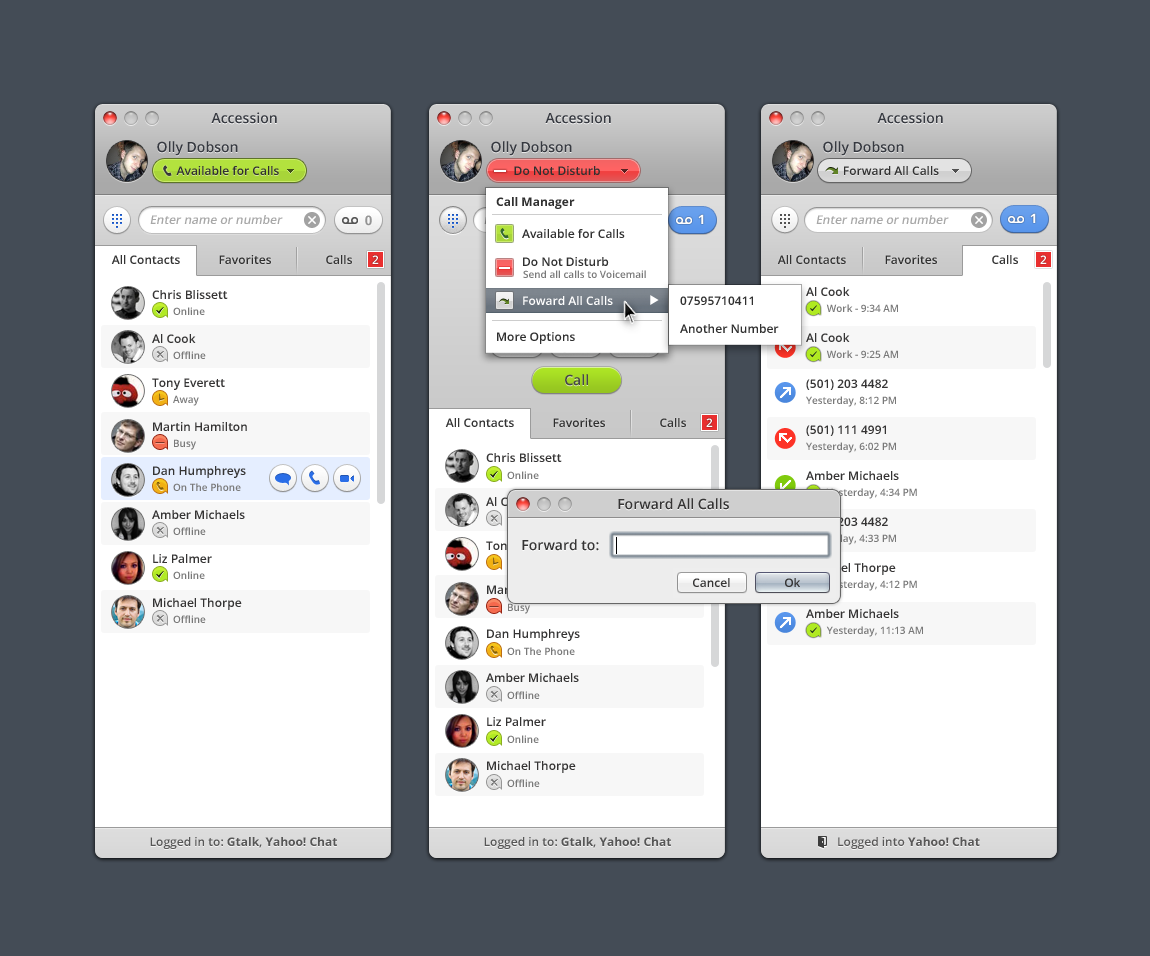 Accession
Olly Dobson
Available for Calls
Enter name or number
0
All Contacts
Favorites
Calls
2
Chris Blissett
Online
Al Cook
Offline
Tony Everett
Away
Martin Hamilton
Busy
Dan Humphreys
On The Phone
Amber Michaels
Offline
Liz Palmer
Online
Michael Thorpe
Offline
Logged in to: Gtalk, Yahoo! Chat
Accession
Olly Dobson
Do Not Disturb
1
Call Manager
Available for Calls
Do Not Disturb
Send all calls to Voicemail
Foward All Calls
More Options
07595710411
Another Number
Call
All Contacts
Favorites
Calls
2
Chris Blissett
Online
Al
Busy
Dan Humphreys
On The Phone
Amber Michaels
Offline
Liz Palmer
Online
Michael Thorpe
Offline
Logged in to: Gtalk, Yahoo! Chat
Forward All Calls
Forward to:
Cancel
Ok
Accession
Olly Dobson
Forward All Calls
Enter name or number
1
All Contacts
Favorites
Calls
2
Al Cook
Work - 9:34 AM
Al Cook
Work - 9:25 AM
(501) 203 4482
Yesterday, 8:12 PM
(501) 111 4991
Yesterday, 6:02 PM
Amber Michaels
sterday, 4:34 PM
203 4482
ay, 4:33 PM
el Thorpe
ay, 4:12 PM
Amber Michaels
Yesterday, 11:13 AM
Logged into Yahoo! Chat